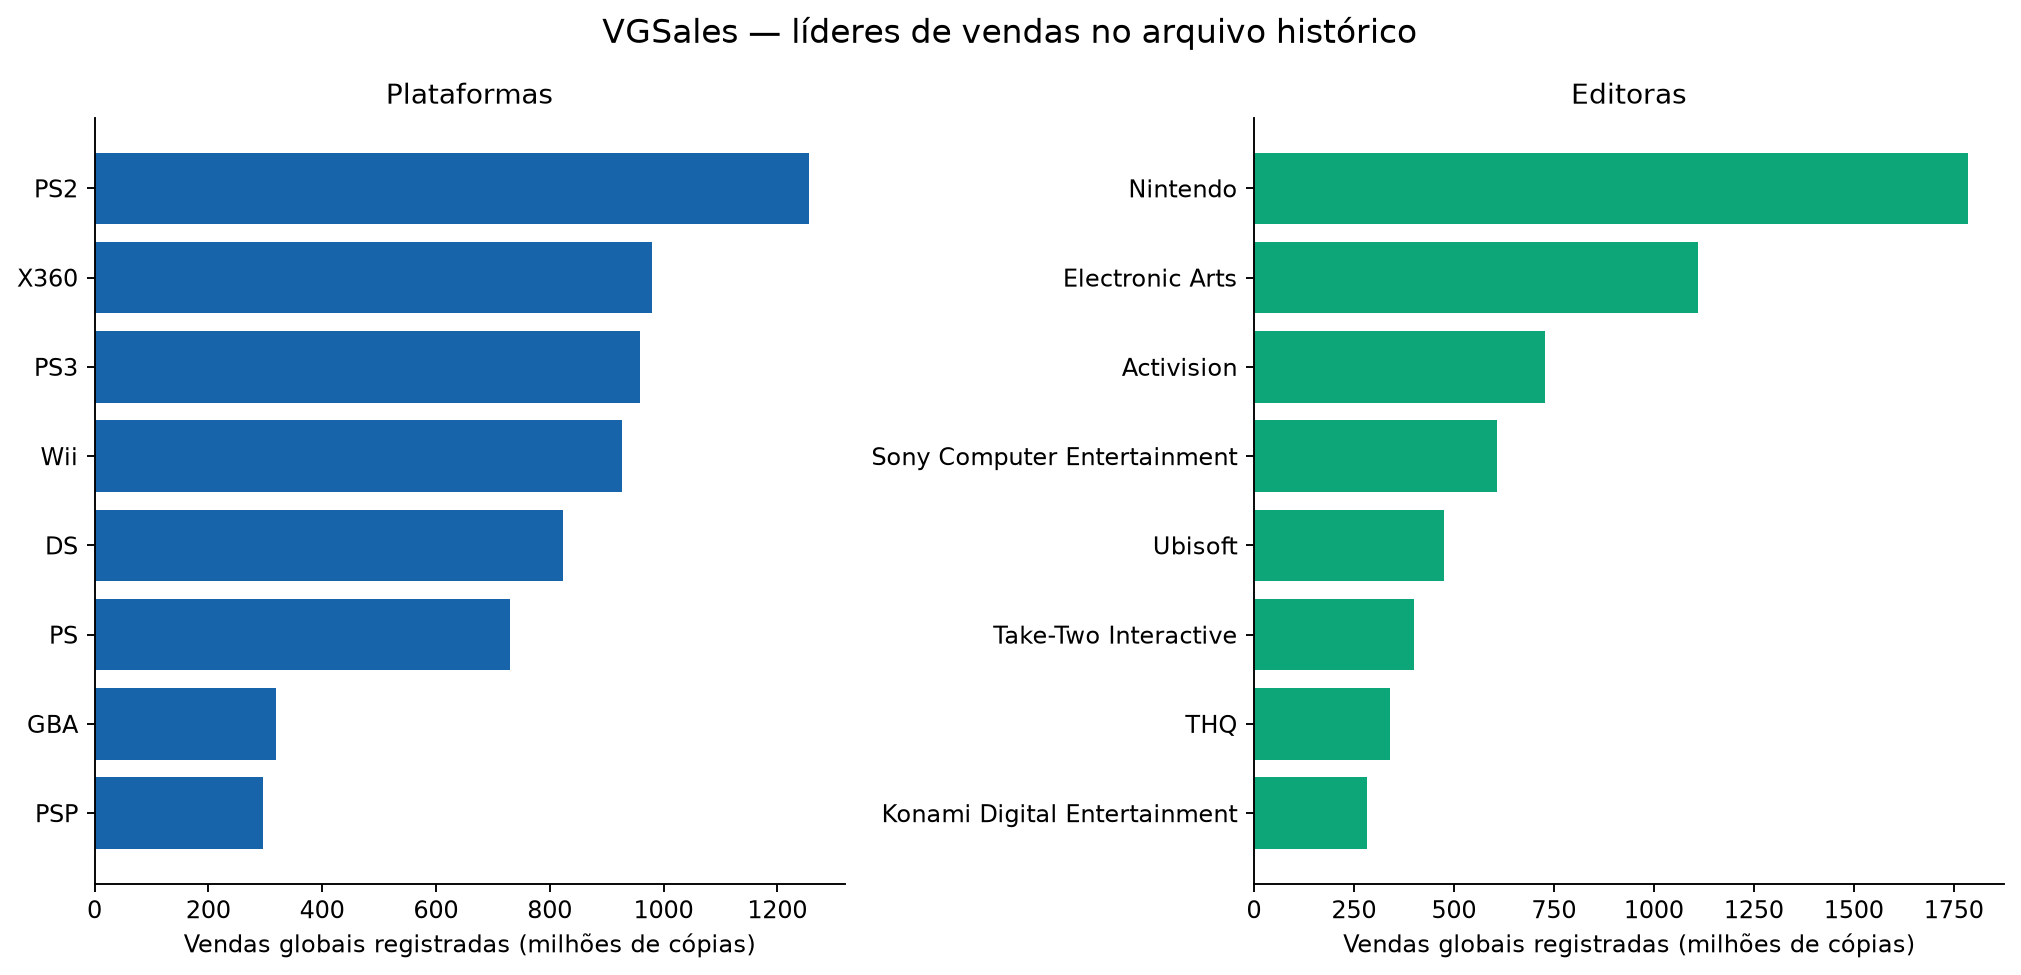 VGSales — líderes de vendas no arquivo histórico
Plataformas
PS2
X360
PS3
Wii
DS
PS
GBA
PSP
0 200 400 600 800 1000 1200
Vendas globais registradas (milhões de cópias)
Editoras
Nintendo
Electronic Arts
Activision
Sony Computer Entertainment
Ubisoft
Take-Two Interactive
THQ
Konami Digital Entertainment
0 250 500 750 1000 1250 1500 1750
Vendas globais registradas (milhões de cópias)